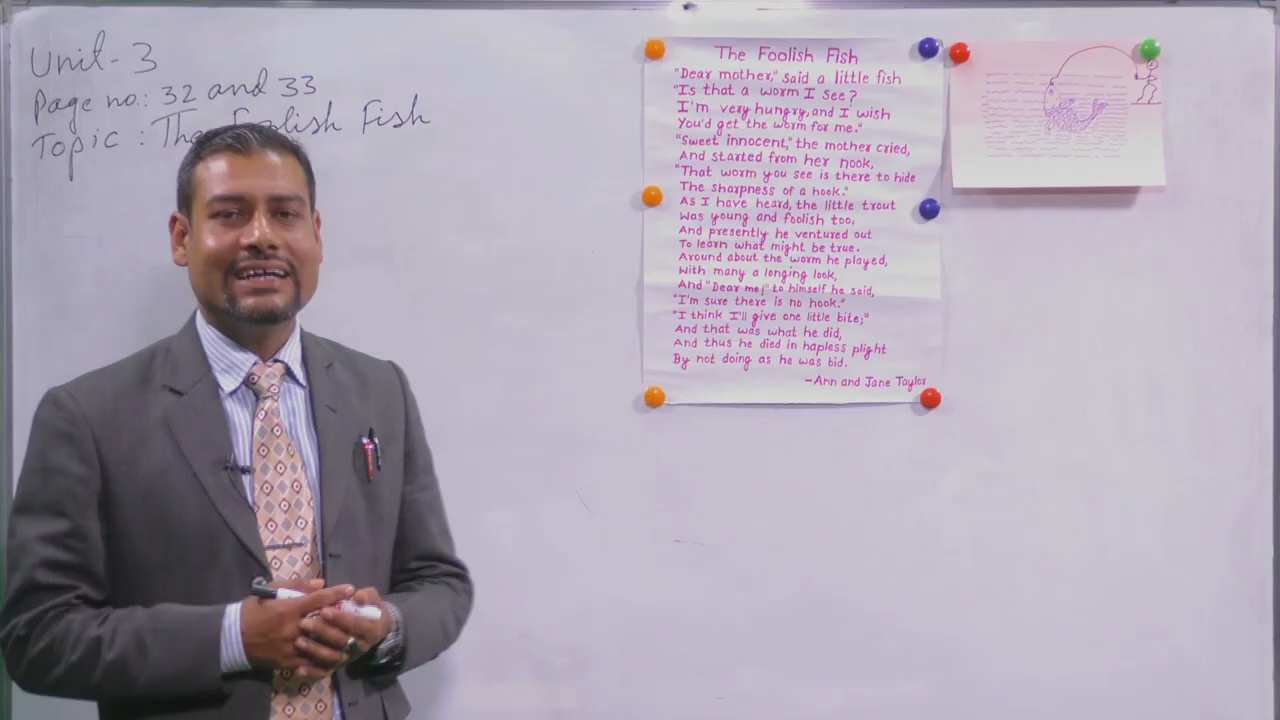 Unit-3
Page no.: 32 and 33
Topic : The Foolish Fish
The Foolish Fish
"Dear mother," said a little fish
"Is that a worm I see?
I'm very hungry, and I wish
You'd get the worm for me."
"Sweet innocent," the mother cried,
And started from her nook,
"That worm you see is there to hide
The sharpness of a hook."
As I have heard, the little trout
Was young and foolish too,
And presently he ventured out
To learn what might be true.
Around about the worm he played,
With many a longing look,
And "Dear me!" to himself he said,
"I'm sure there is no hook."
"I think I'll give one little bite;"
And that was what he did,
And thus he died in hapless plight
By not doing as he was bid.
-Ann and Jane Taylor